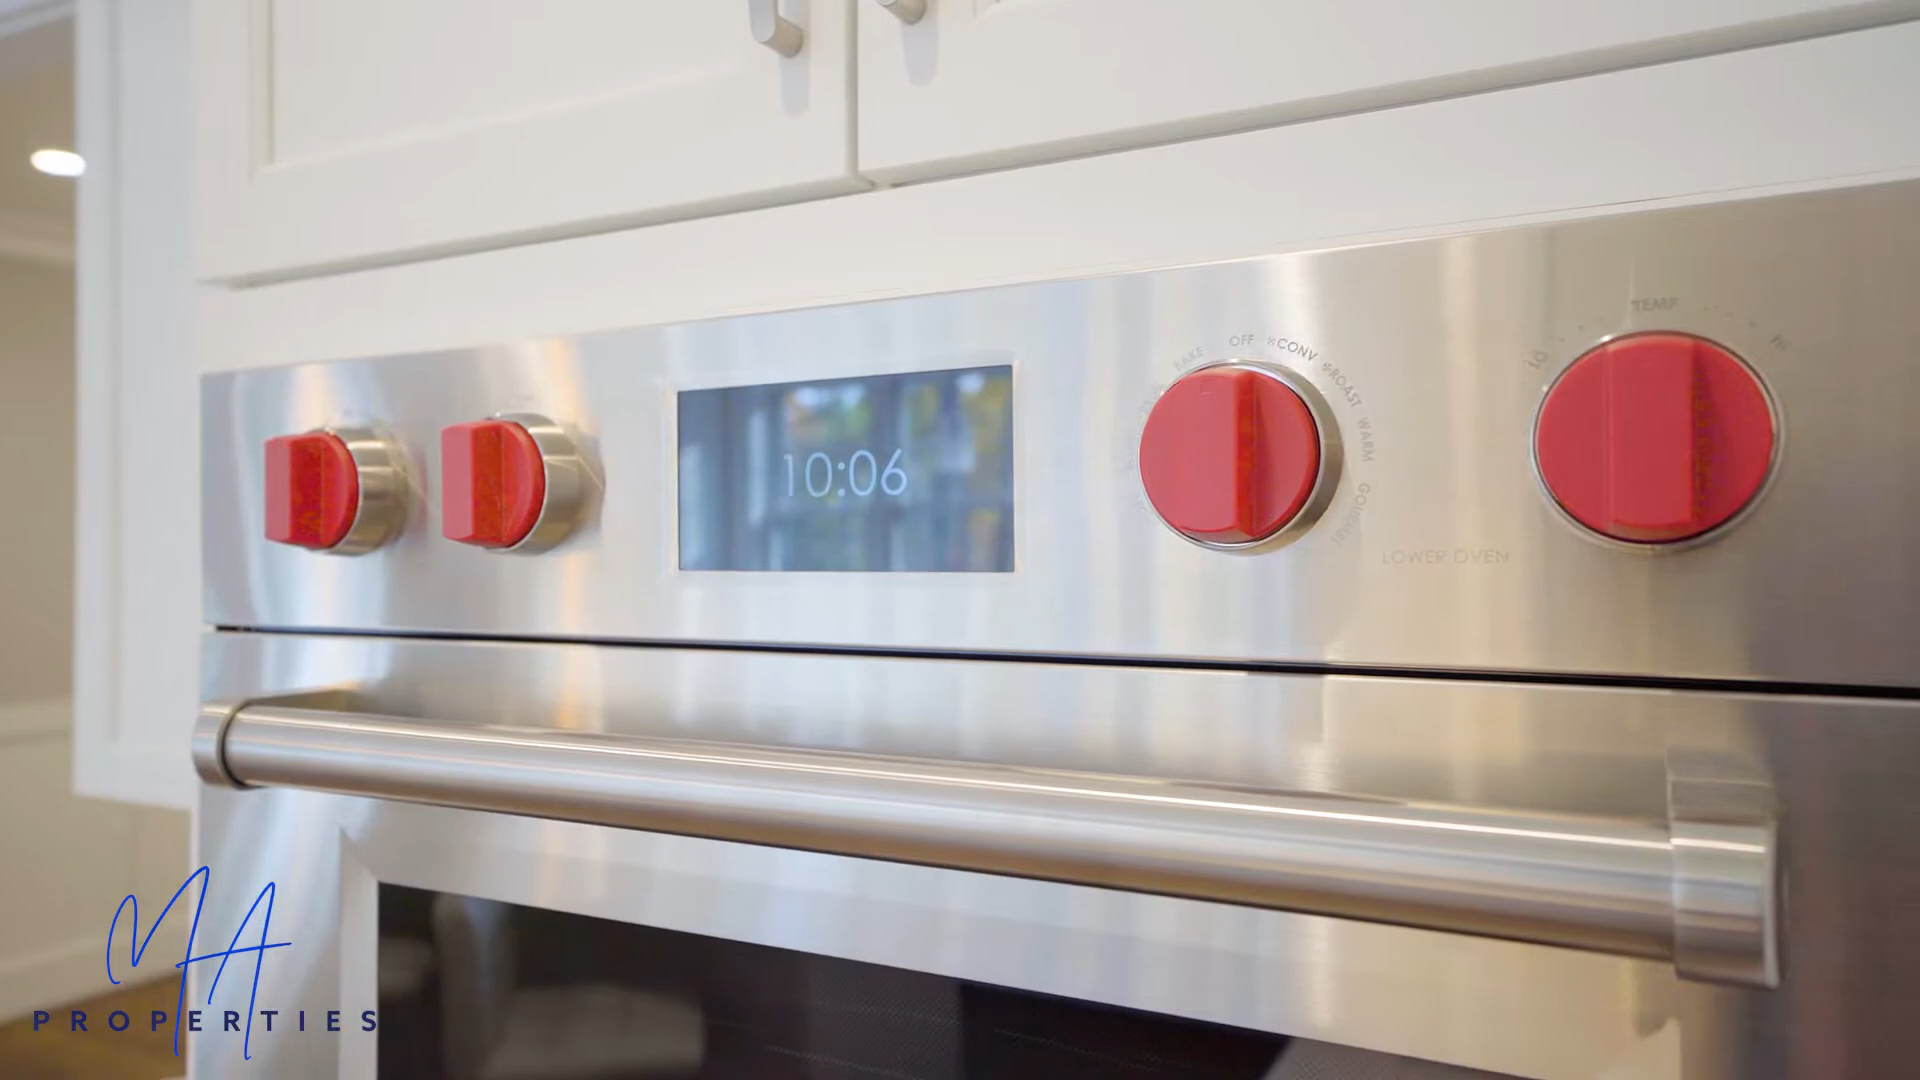 TEMP
OFF
CONV
BAKE
ROAST
LO
HI
WARM
10:06
GOURMET
LOWER OVEN
MA
PROPERTIES